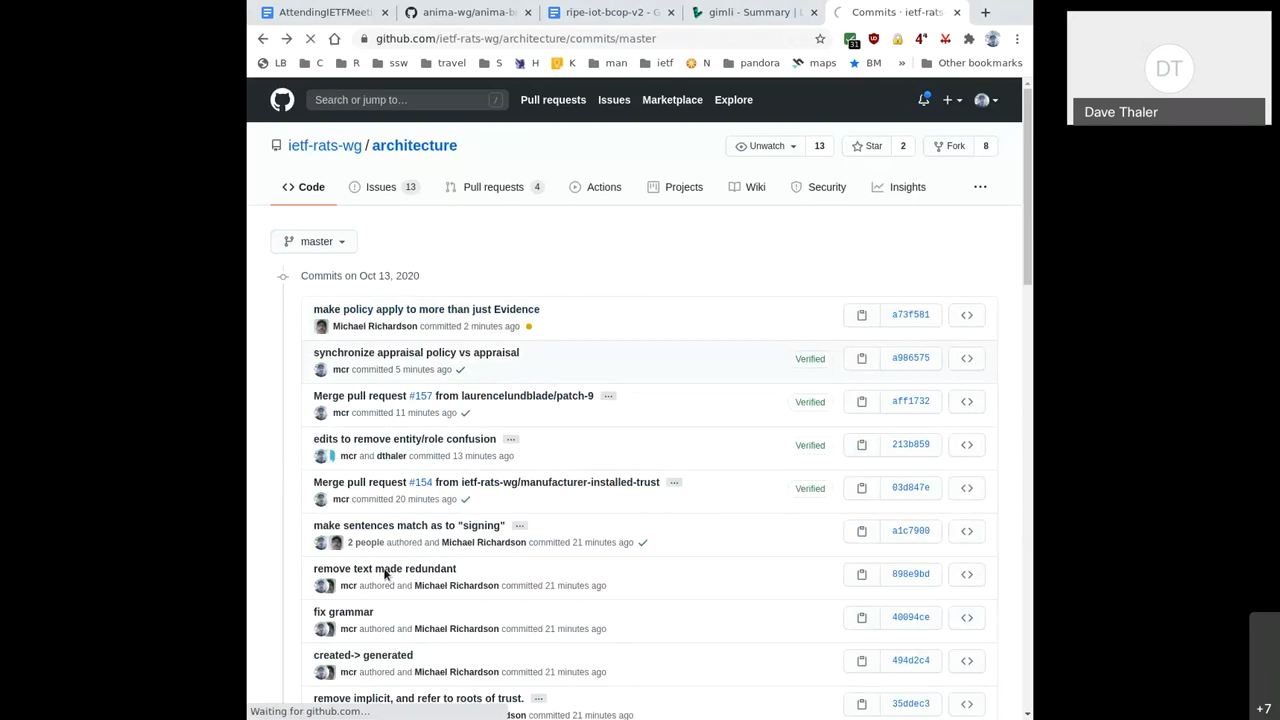 AttendingIETFMeeti
anima-wg/anima-b
ripe-iot-bcop-v2 - G
gimli - Summary | L
Commits · ietf-rats
github.com/ietf-rats-wg/architecture/commits/master
31
LB C R ssw travel S H K man ietf N pandora maps BM » Other bookmarks
Search or jump to… /
Pull requests Issues Marketplace Explore
ietf-rats-wg / architecture
Unwatch 13 Star 2 Fork 8
Code Issues 13 Pull requests 4 Actions Projects Wiki Security Insights
master
Commits on Oct 13, 2020
make policy apply to more than just Evidence
Michael Richardson committed 2 minutes ago
a73f581
synchronize appraisal policy vs appraisal
mcr committed 5 minutes ago
Verified
a986575
Merge pull request #157 from laurencelundblade/patch-9
mcr committed 11 minutes ago
Verified
aff1732
edits to remove entity/role confusion
mcr and dthaler committed 13 minutes ago
Verified
213b859
Merge pull request #154 from ietf-rats-wg/manufacturer-installed-trust
mcr committed 20 minutes ago
Verified
03d847e
make sentences match as to "signing"
2 people authored and Michael Richardson committed 21 minutes ago
a1c7900
remove text made redundant
mcr authored and Michael Richardson committed 21 minutes ago
898e9bd
fix grammar
mcr authored and Michael Richardson committed 21 minutes ago
40094ce
created-> generated
mcr authored and Michael Richardson committed 21 minutes ago
494d2c4
remove implicit, and refer to roots of trust.
committed 21 minutes ago
35ddec3
Waiting for github.com…
DT
Dave Thaler
+7